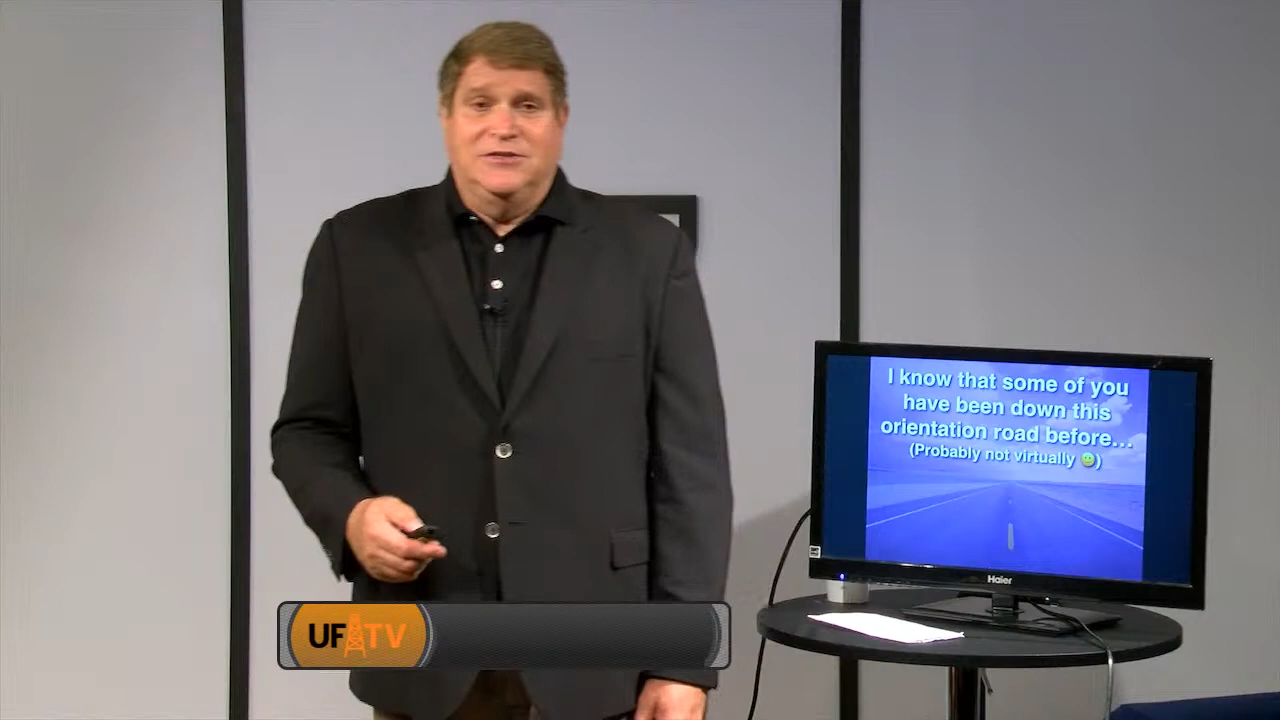 I know that some of you
have been down this
orientation road before...
(Probably not virtually 😊)
Haier
UF TV